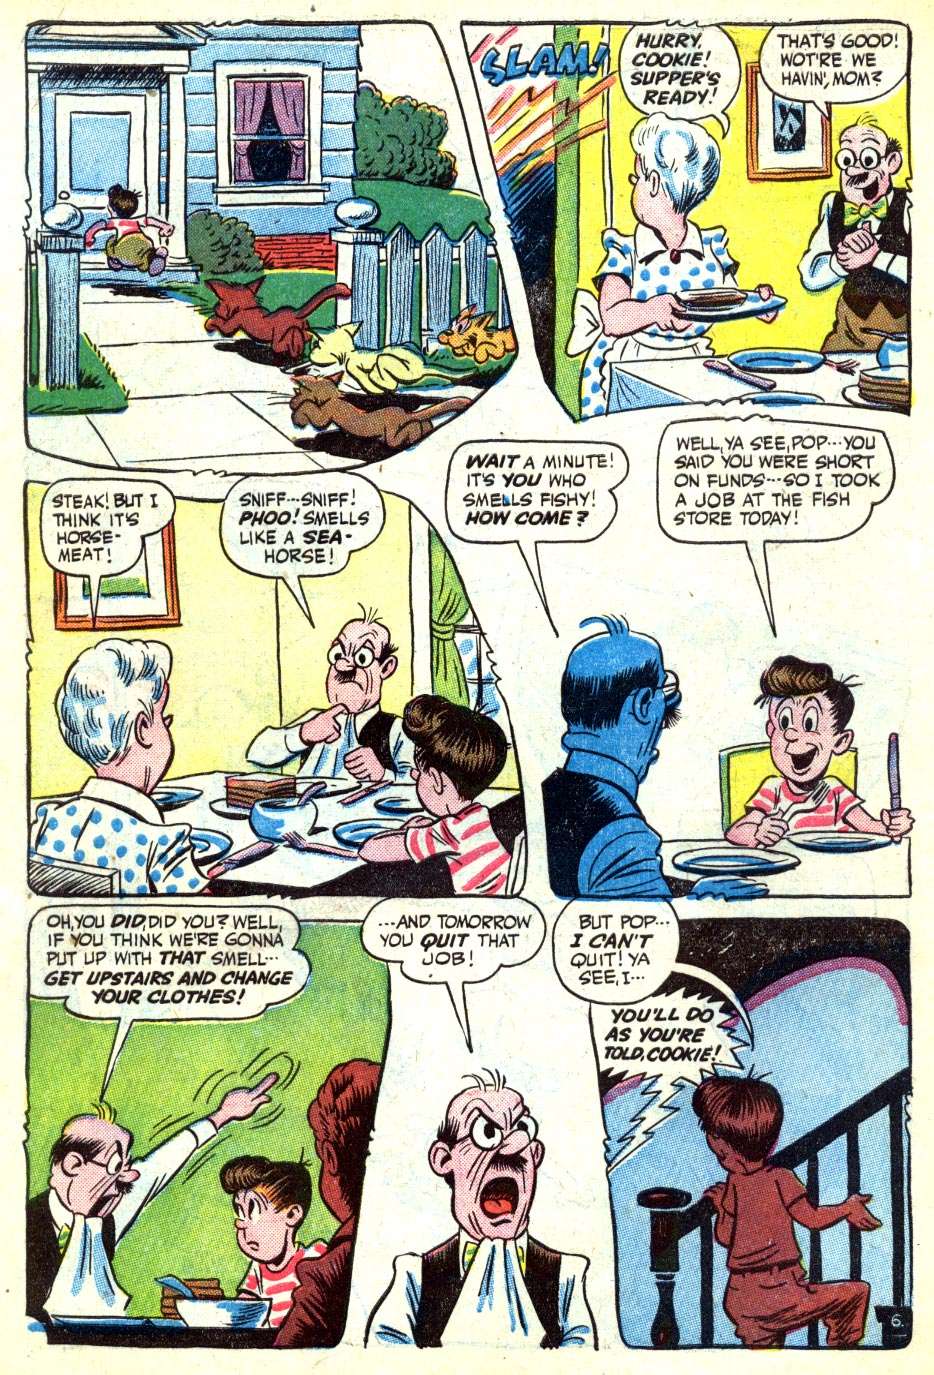 SLAM!
HURRY,
COOKIE!
SUPPER'S
READY!
THAT'S GOOD!
WOT'RE WE
HAVIN', MOM?
STEAK! BUT I
THINK IT'S
HORSE-
MEAT!
SNIFF---SNIFF!
PHOO! SMELLS
LIKE A SEA-
HORSE!
WAIT A MINUTE!
IT'S YOU WHO
SMELLS FISHY!
HOW COME?
WELL, YA SEE, POP---YOU
SAID YOU WERE SHORT
ON FUNDS---SO I TOOK
A JOB AT THE FISH
STORE TODAY!
OH, YOU DID, DID YOU? WELL,
IF YOU THINK WE'RE GONNA
PUT UP WITH THAT SMELL---
GET UPSTAIRS AND CHANGE
YOUR CLOTHES!
---AND TOMORROW
YOU QUIT THAT
JOB!
BUT POP---
I CAN'T
QUIT! YA
SEE, I---
YOU'LL DO
AS YOU'RE
TOLD, COOKIE!
6.